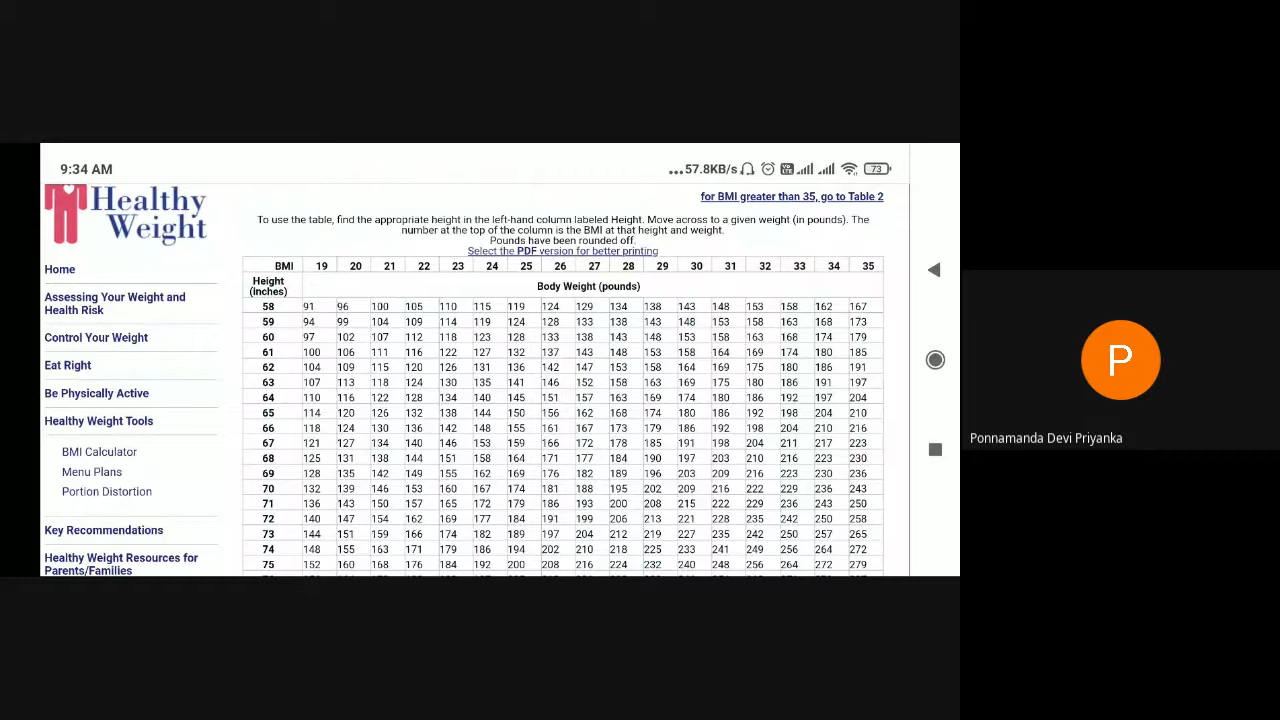 9:34 AM
...57.8KB/s
73
Healthy
Weight
Home
Assessing Your Weight and
Health Risk
Control Your Weight
Eat Right
Be Physically Active
Healthy Weight Tools
BMI Calculator
Menu Plans
Portion Distortion
Key Recommendations
Healthy Weight Resources for
Parents/Families
for BMI greater than 35, go to Table 2
To use the table, find the appropriate height in the left-hand column labeled Height. Move across to a given weight (in pounds). The
number at the top of the column is the BMI at that height and weight.
Pounds have been rounded off.
Select the PDF version for better printing
BMI 19 20 21 22 23 24 25 26 27 28 29 30 31 32 33 34 35
Height
(inches)
Body Weight (pounds)
58 91 96 100 105 110 115 119 124 129 134 138 143 148 153 158 162 167
59 94 99 104 109 114 119 124 128 133 138 143 148 153 158 163 168 173
60 97 102 107 112 118 123 128 133 138 143 148 153 158 163 168 174 179
61 100 106 111 116 122 127 132 137 143 148 153 158 164 169 174 180 185
62 104 109 115 120 126 131 136 142 147 153 158 164 169 175 180 186 191
63 107 113 118 124 130 135 141 146 152 158 163 169 175 180 186 191 197
64 110 116 122 128 134 140 145 151 157 163 169 174 180 186 192 197 204
65 114 120 126 132 138 144 150 156 162 168 174 180 186 192 198 204 210
66 118 124 130 136 142 148 155 161 167 173 179 186 192 198 204 210 216
67 121 127 134 140 146 153 159 166 172 178 185 191 198 204 211 217 223
68 125 131 138 144 151 158 164 171 177 184 190 197 203 210 216 223 230
69 128 135 142 149 155 162 169 176 182 189 196 203 209 216 223 230 236
70 132 139 146 153 160 167 174 181 188 195 202 209 216 222 229 236 243
71 136 143 150 157 165 172 179 186 193 200 208 215 222 229 236 243 250
72 140 147 154 162 169 177 184 191 199 206 213 221 228 235 242 250 258
73 144 151 159 166 174 182 189 197 204 212 219 227 235 242 250 257 265
74 148 155 163 171 179 186 194 202 210 218 225 233 241 249 256 264 272
75 152 160 168 176 184 192 200 208 216 224 232 240 248 256 264 272 279
P
Ponnamanda Devi Priyanka